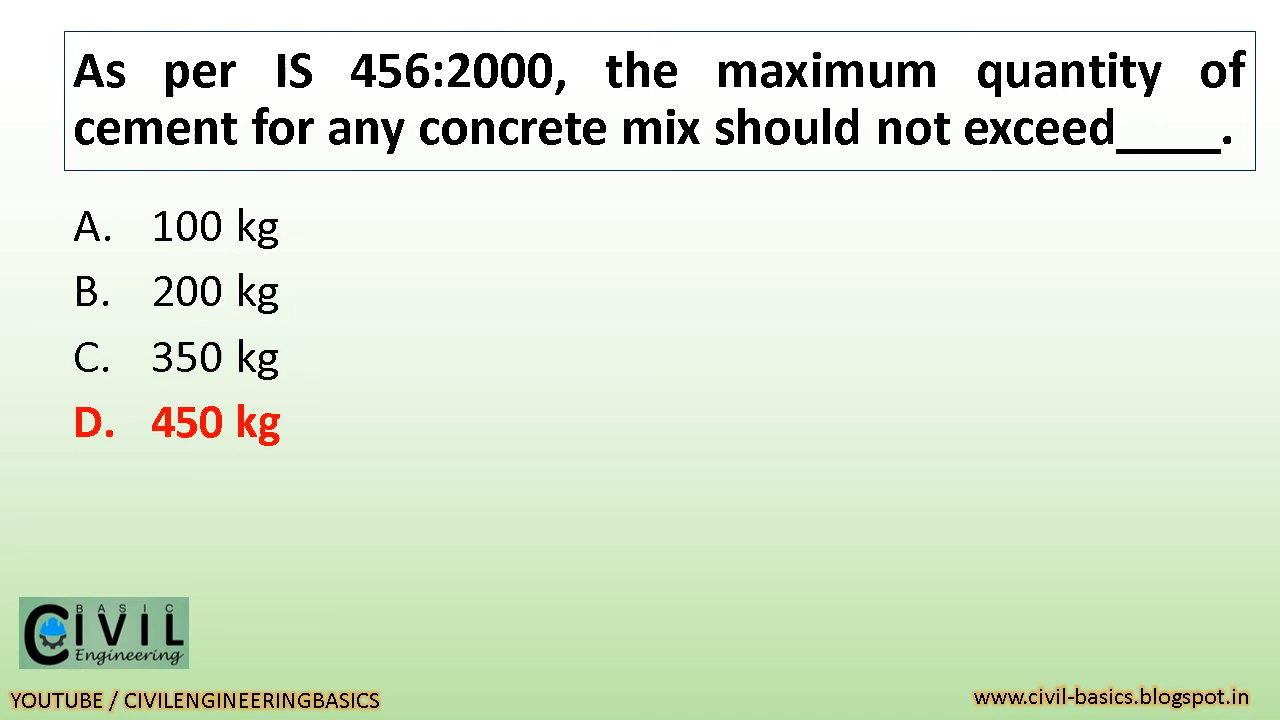 As per IS 456:2000, the maximum quantity of
cement for any concrete mix should not exceed____.
A. 100 kg
B. 200 kg
C. 350 kg
D. 450 kg
BASIC
CIVIL
Engineering
YOUTUBE / CIVILENGINEERINGBASICS
www.civil-basics.blogspot.in